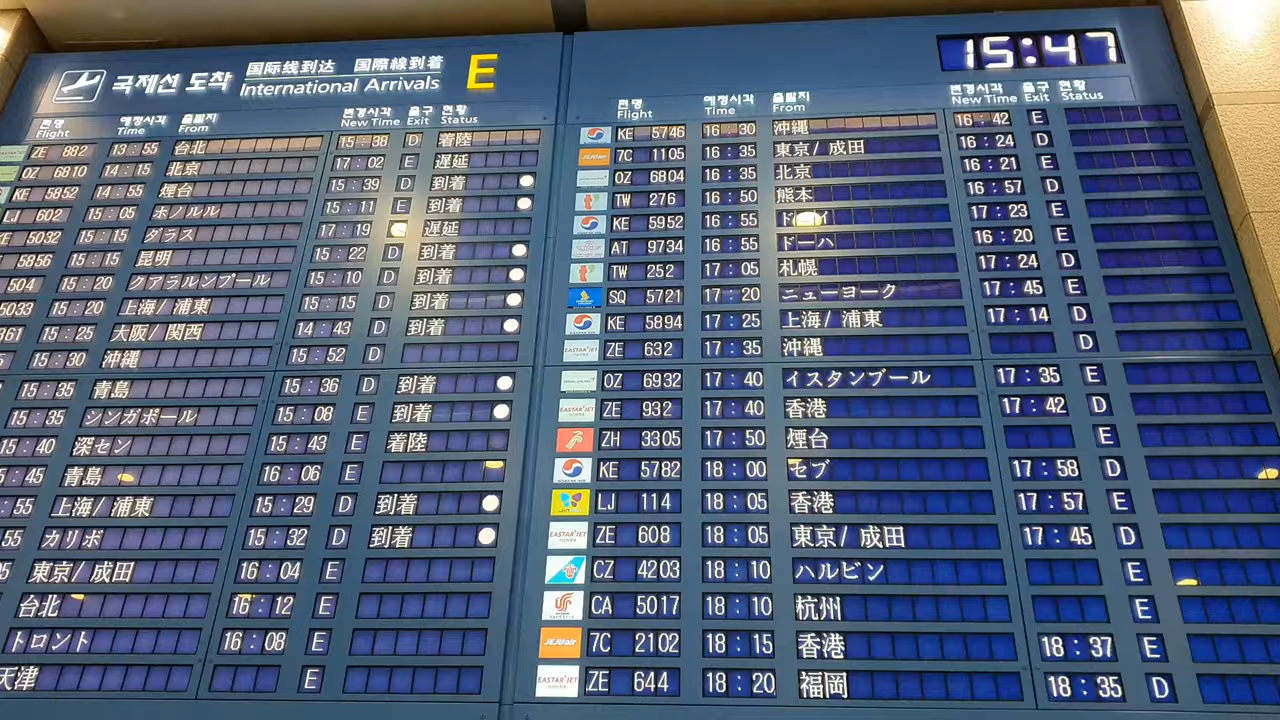 국제선 도착 国际线到达 国際線到着
International Arrivals E
편명 예정시각 출발지 변경시각 출구 현황
Flight Time From New Time Exit Status
ZE 882 13:55 台北 15:38 D 着陸
OZ 6810 14:15 北京 17:02 E 遅延
KE 5852 14:55 煙台 15:39 D 到着
602 15:05 ホノルル 15:11 E 到着
KE 5032 15:15 ダラス 17:19 遅延
5856 15:15 昆明 15:22 D 到着
504 15:20 クアラルンプール 15:10 D 到着
5033 15:20 上海/浦東 15:15 D 到着
361 15:25 大阪/関西 14:43 D 到着
15:30 沖縄 15:52 D
15:35 青島 15:36 D 到着
15:35 シンガポール 15:08 E 到着
15:40 深セン 15:43 E 着陸
5:45 青島 16:06 E
:55 上海/浦東 15:29 D 到着
55 カリボ 15:32 D 到着
東京/成田 16:04 E
台北 16:12 E
トロント 16:08 E
天津 E
15:47
편명 예정시각 출발지 변경시각 출구 현황
Flight Time From New Time Exit Status
KE 5746 16:30 沖縄 16:42 E
JEJUair 7C 1105 16:35 東京/成田 16:24 D
OZ 6804 16:35 北京 16:21 E
TW 276 16:50 熊本 16:57 D
KE 5952 16:55 17:23 E
AT 9734 16:55 ドーハ 16:20 E
TW 252 17:05 札幌 17:24 D
SQ 5721 17:20 ニューヨーク 17:45 E
KE 5894 17:25 上海/浦東 17:14 D
EASTAR JET ZE 632 17:35 沖縄 D
OZ 6932 17:40 イスタンブール 17:35 E
EASTAR JET ZE 932 17:40 香港 17:42 D
ZH 3305 17:50 煙台 E
KE 5782 18:00 セブ 17:58 D
LJ 114 18:05 香港 17:57 E
EASTAR JET ZE 608 18:05 東京/成田 17:45 D
CZ 4203 18:10 ハルビン E
CA 5017 18:10 杭州 E
JEJUair 7C 2102 18:15 香港 18:37 E
EASTAR JET ZE 644 18:20 福岡 18:35 D